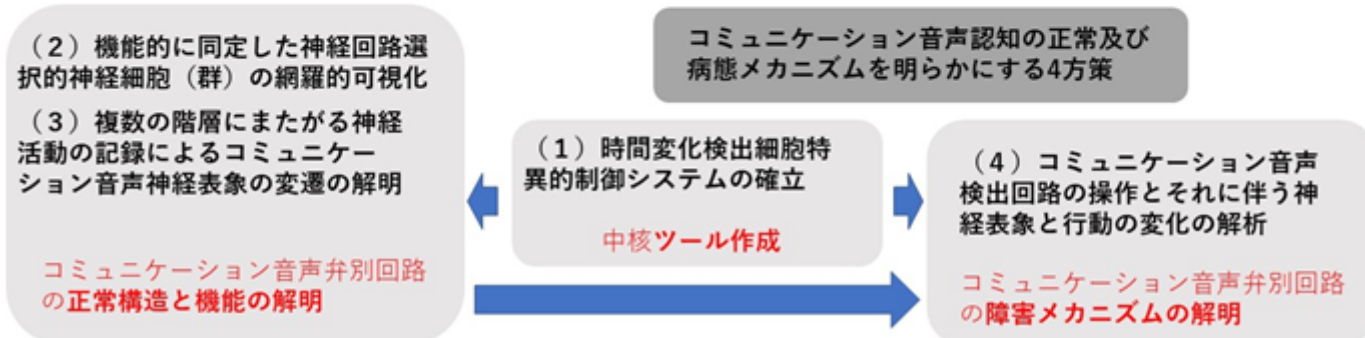 （２）機能的に同定した神経回路選
択的神経細胞（群）の網羅的可視化
（３）複数の階層にまたがる神経
活動の記録によるコミュニケー
ション音声神経表象の変遷の解明
コミュニケーション音声弁別回路
の正常構造と機能の解明
コミュニケーション音声認知の正常及び
病態メカニズムを明らかにする4方策
（１）時間変化検出細胞特
異的制御システムの確立
中核ツール作成
（４）コミュニケーション音声
検出回路の操作とそれに伴う神
経表象と行動の変化の解析
コミュニケーション音声弁別回路
の障害メカニズムの解明